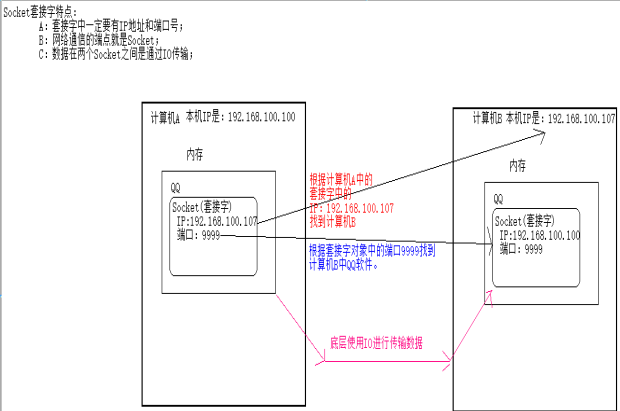 Socket套接字特点:
A: 套接字中一定要有IP地址和端口号;
B: 网络通信的端点就是Socket;
C: 数据在两个Socket之间是通过IO传输;
计算机A 本机IP是: 192.168.100.100
内存
QQ
Socket(套接字)
IP:192.168.100.107
端口: 9999
根据计算机A中的
套接字中的
IP: 192.168.100.107
找到计算机B
根据套接字对象中的端口9999找到
计算机B中QQ软件。
底层使用IO进行传输数据
计算机B 本机IP是: 192.168.100.107
内存
QQ
Socket(套接字)
IP:192.168.100.100
端口: 9999